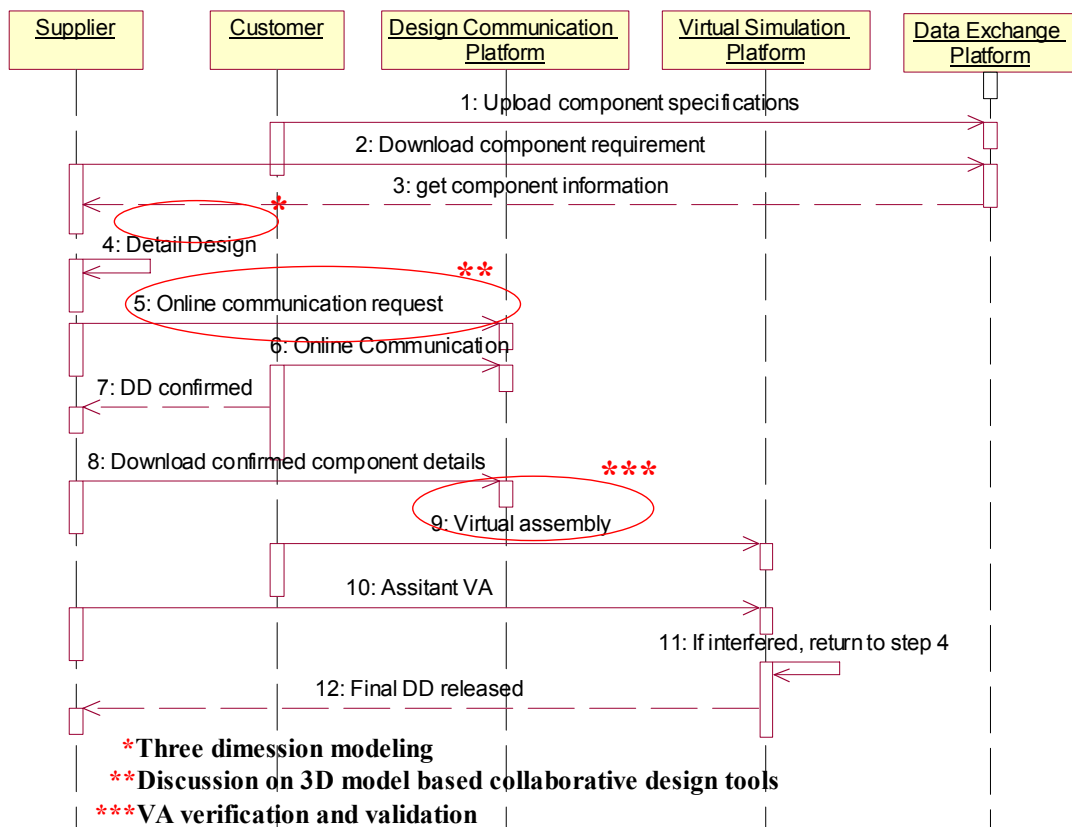 Supplier
Customer
Design Communication
Platform
Virtual Simulation
Platform
Data Exchange
Platform
1: Upload component specifications
2: Download component requirement
3: get component information
*
4: Detail Design
**
5: Online communication request
6: Online Communication
7: DD confirmed
8: Download confirmed component details
***
9: Virtual assembly
10: Assitant VA
11: If interfered, return to step 4
12: Final DD released
*Three dimession modeling
**Discussion on 3D model based collaborative design tools
***VA verification and validation